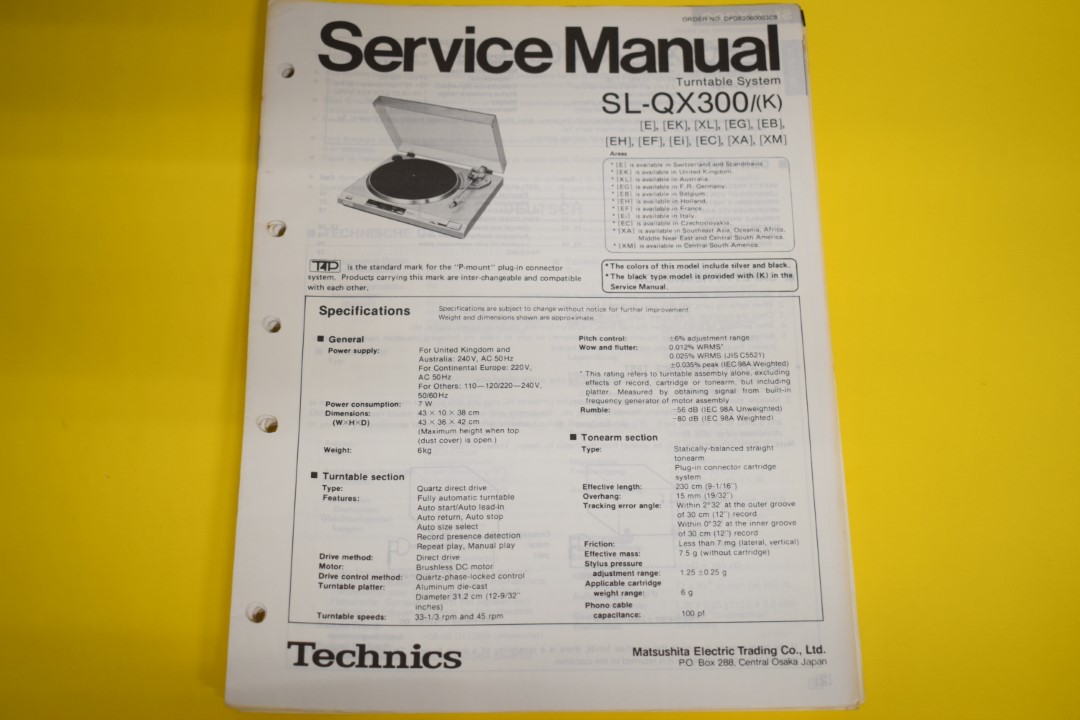 ORDER NO.
Service Manual
Turntable System
SL-QX300/(K)
[E], [EK], [XL], [EG], [EB],
[EH], [EF], [Ei], [EC], [XA], [XM]
Areas
* [E] is available in Switzerland and Scandinavia.
* [EK] is available in United Kingdom.
* [XL] is available in Australia.
* [EG] is available in F.R. Germany.
* [EB] is available in Belgium.
* [EH] is available in Holland.
* [EF] is available in France.
* [Ei] is available in Italy.
* [EC] is available in Czechoslovakia.
* [XA] is available in Southeast Asia, Oceania, Africa,
Middle Near East and Central South America.
* [XM] is available in Central South America.
T4P is the standard mark for the "P-mount" plug-in connector
system. Products carrying this mark are inter-changeable and compatible
with each other.
* The colors of this model include silver and black.
* The black type model is provided with (K) in the
Service Manual.
Specifications
Specifications are subject to change without notice for further improvement.
Weight and dimensions shown are approximate.
■ General
Power supply: For United Kingdom and
Australia: 240V, AC 50Hz
For Continental Europe: 220V,
AC 50Hz
For Others: 110—120/220—240V,
50/60Hz
Power consumption: 7 W
Dimensions: 43 × 10 × 38 cm
(W×H×D) 43 × 36 × 42 cm
(Maximum height when top
(dust cover) is open.)
Weight: 6kg
■ Turntable section
Type: Quartz direct drive
Features: Fully automatic turntable
Auto start/Auto lead-in
Auto return, Auto stop
Auto size select
Record presence detection
Repeat play, Manual play
Drive method: Direct drive
Motor: Brushless DC motor
Drive control method: Quartz-phase-locked control
Turntable platter: Aluminum die-cast
Diameter 31.2 cm (12-9/32"
inches)
Turntable speeds: 33-1/3 rpm and 45 rpm
Pitch control: ±6% adjustment range
Wow and flutter: 0.012% WRMS*
0.025% WRMS (JIS C5521)
±0.035% peak (IEC 98A Weighted)
* This rating refers to turntable assembly alone, excluding
effects of record, cartridge or tonearm, but including
platter. Measured by obtaining signal from built-in
frequency generator of motor assembly
Rumble: −56 dB (IEC 98A Unweighted)
−80 dB (IEC 98A Weighted)
■ Tonearm section
Type: Statically-balanced straight
tonearm
Plug-in connector cartridge
system
Effective length: 230 cm (9-1/16")
Overhang: 15 mm (19/32")
Tracking error angle: Within 2°32' at the outer groove
of 30 cm (12") record
Within 0°32' at the inner groove
of 30 cm (12") record
Friction: Less than 7 mg (lateral, vertical)
Effective mass: 7.5 g (without cartridge)
Stylus pressure
adjustment range: 1.25 ±0.25 g
Applicable cartridge
weight range: 6 g
Phono cable
capacitance: 100 pf
Technics
Matsushita Electric Trading Co., Ltd.
P.O. Box 288, Central Osaka Japan